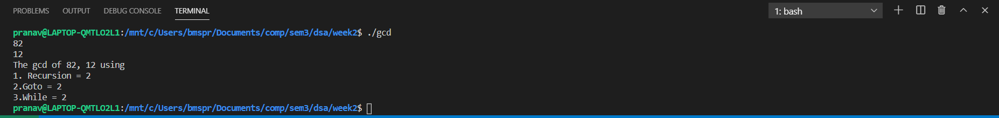 PROBLEMS OUTPUT DEBUG CONSOLE TERMINAL 1: bash
pranav@LAPTOP-QMTLO2L1:/mnt/c/Users/bmspr/Documents/comp/sem3/dsa/week2$ ./gcd
82
12
The gcd of 82, 12 using
1. Recursion = 2
2.Goto = 2
3.While = 2
pranav@LAPTOP-QMTLO2L1:/mnt/c/Users/bmspr/Documents/comp/sem3/dsa/week2$